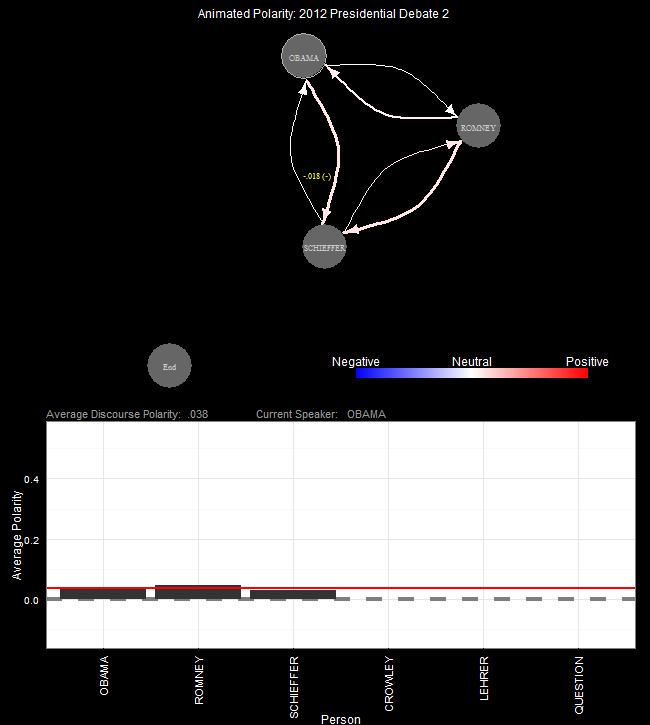 Animated Polarity: 2012 Presidential Debate 2
OBAMA
ROMNEY
-.018 (-)
SCHIEFFER
End
Negative Neutral Positive
Average Discourse Polarity: .038 Current Speaker: OBAMA
Average Polarity
0.4
0.2
0.0
OBAMA
ROMNEY
SCHIEFFER
CROWLEY
LEHRER
QUESTION
Person